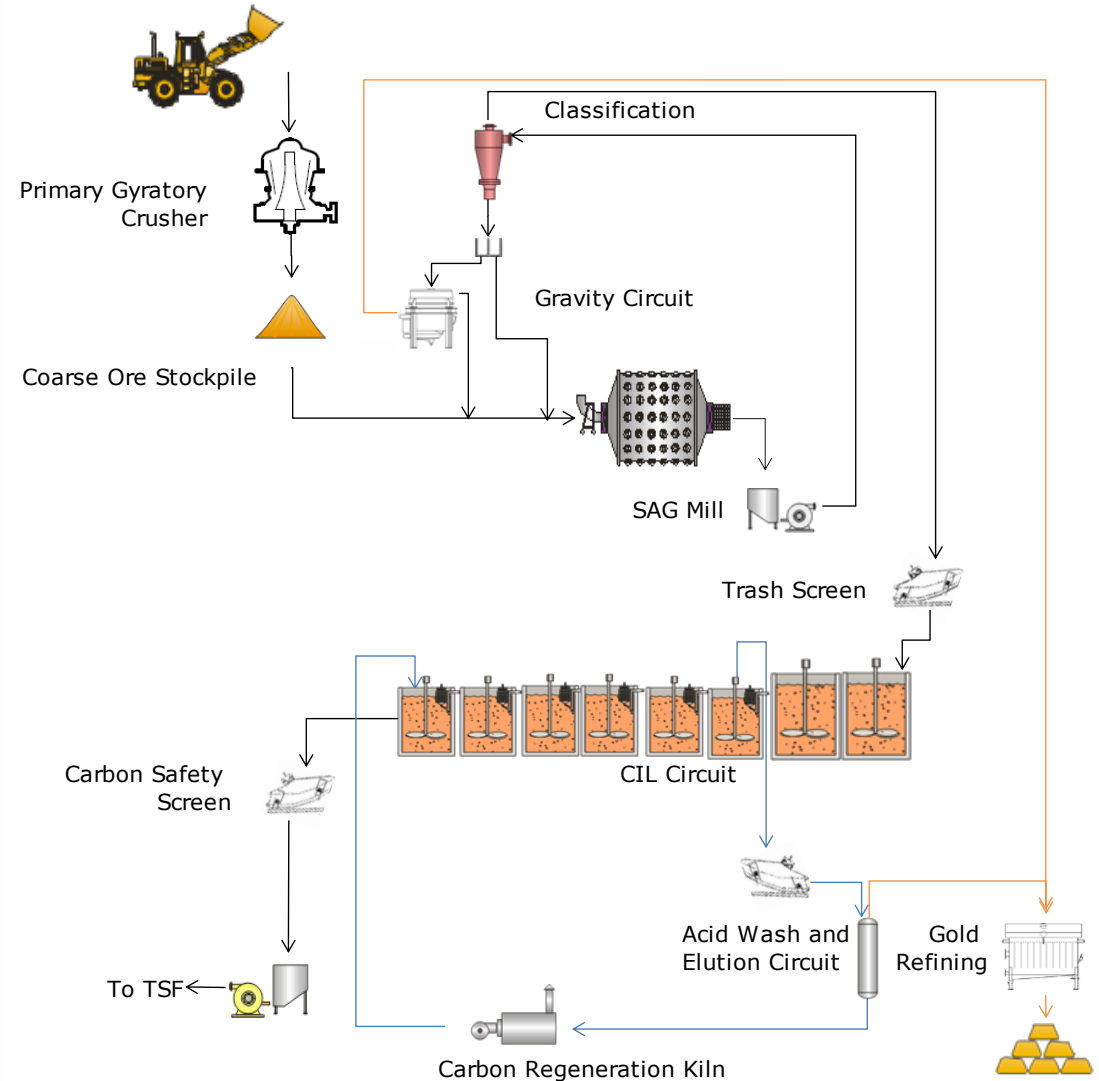 Classification
Primary Gyratory
Crusher
Gravity Circuit
Coarse Ore Stockpile
SAG Mill
Trash Screen
CIL Circuit
Carbon Safety
Screen
Acid Wash and
Elution Circuit
Gold
Refining
To TSF
Carbon Regeneration Kiln